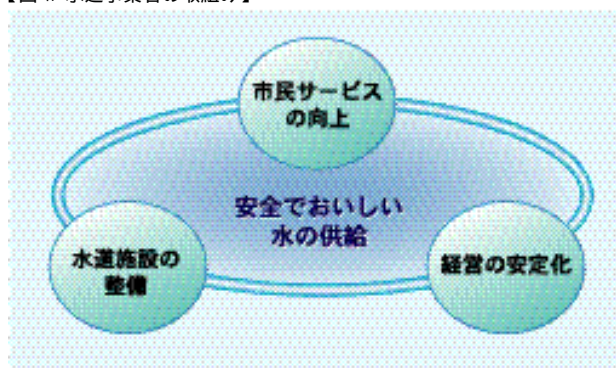 市民サービス
の向上
安全でおいしい
水の供給
水道施設の
整備
経営の安定化